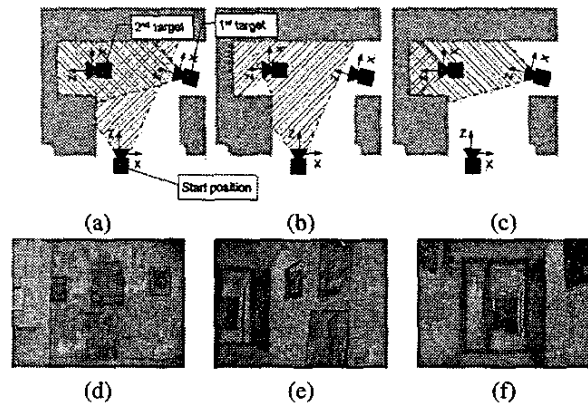 2nd target
1st target
X
Z
X
Z
Z
X
Start position
X
Z
X
Z
Z
X
X
Z
X
Z
Z
X
(a) (b) (c)
(d) (e) (f)